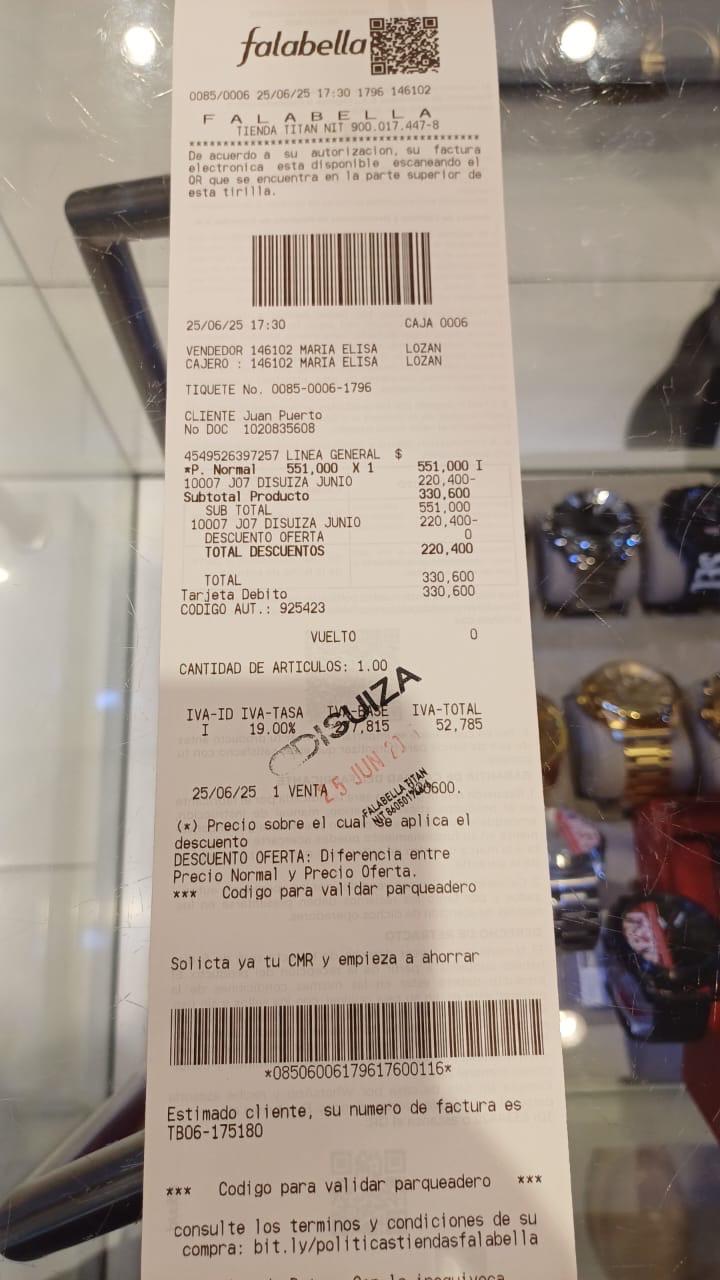 falabella
0085/0006 25/06/25 17:30 1796 146102
F A L A B E L L A
TIENDA TITAN NIT 900.017.447-8
************************************************
De acuerdo a su autorizacion, su factura
electronica esta disponible escaneando el
QR que se encuentra en la parte superior de
esta tirilla.
25/06/25 17:30 CAJA 0006
VENDEDOR 146102 MARIA ELISA LOZAN
CAJERO : 146102 MARIA ELISA LOZAN
TIQUETE No. 0085-0006-1796
CLIENTE Juan Puerto
No DOC 1020835608
4549526397257 LINEA GENERAL $
*P. Normal 551,000 X 1 551,000 I
10007 J07 DISUIZA JUNIO 220,400-
Subtotal Producto 330,600
SUB TOTAL 551,000
10007 J07 DISUIZA JUNIO 220,400-
DESCUENTO OFERTA 0
TOTAL DESCUENTOS 220,400
TOTAL 330,600
Tarjeta Debito 330,600
CODIGO AUT.: 925423
VUELTO 0
CANTIDAD DE ARTICULOS: 1.00
IVA-ID IVA-TASA IVA-BASE IVA-TOTAL
I 19.00% 277,815 52,785
DISUIZA
25 JUN
FALABELLA TITAN
NIT
25/06/25 1 VENTA
(*) Precio sobre el cual se aplica el
descuento
DESCUENTO OFERTA: Diferencia entre
Precio Normal y Precio Oferta.
*** Codigo para validar parqueadero
Solicta ya tu CMR y empieza a ahorrar
*08506006179617600116*
Estimado cliente, su numero de factura es
TB06-175180
*** Codigo para validar parqueadero ***
consulte los terminos y condiciones de su
compra: bit.ly/politicastiendasfalabella